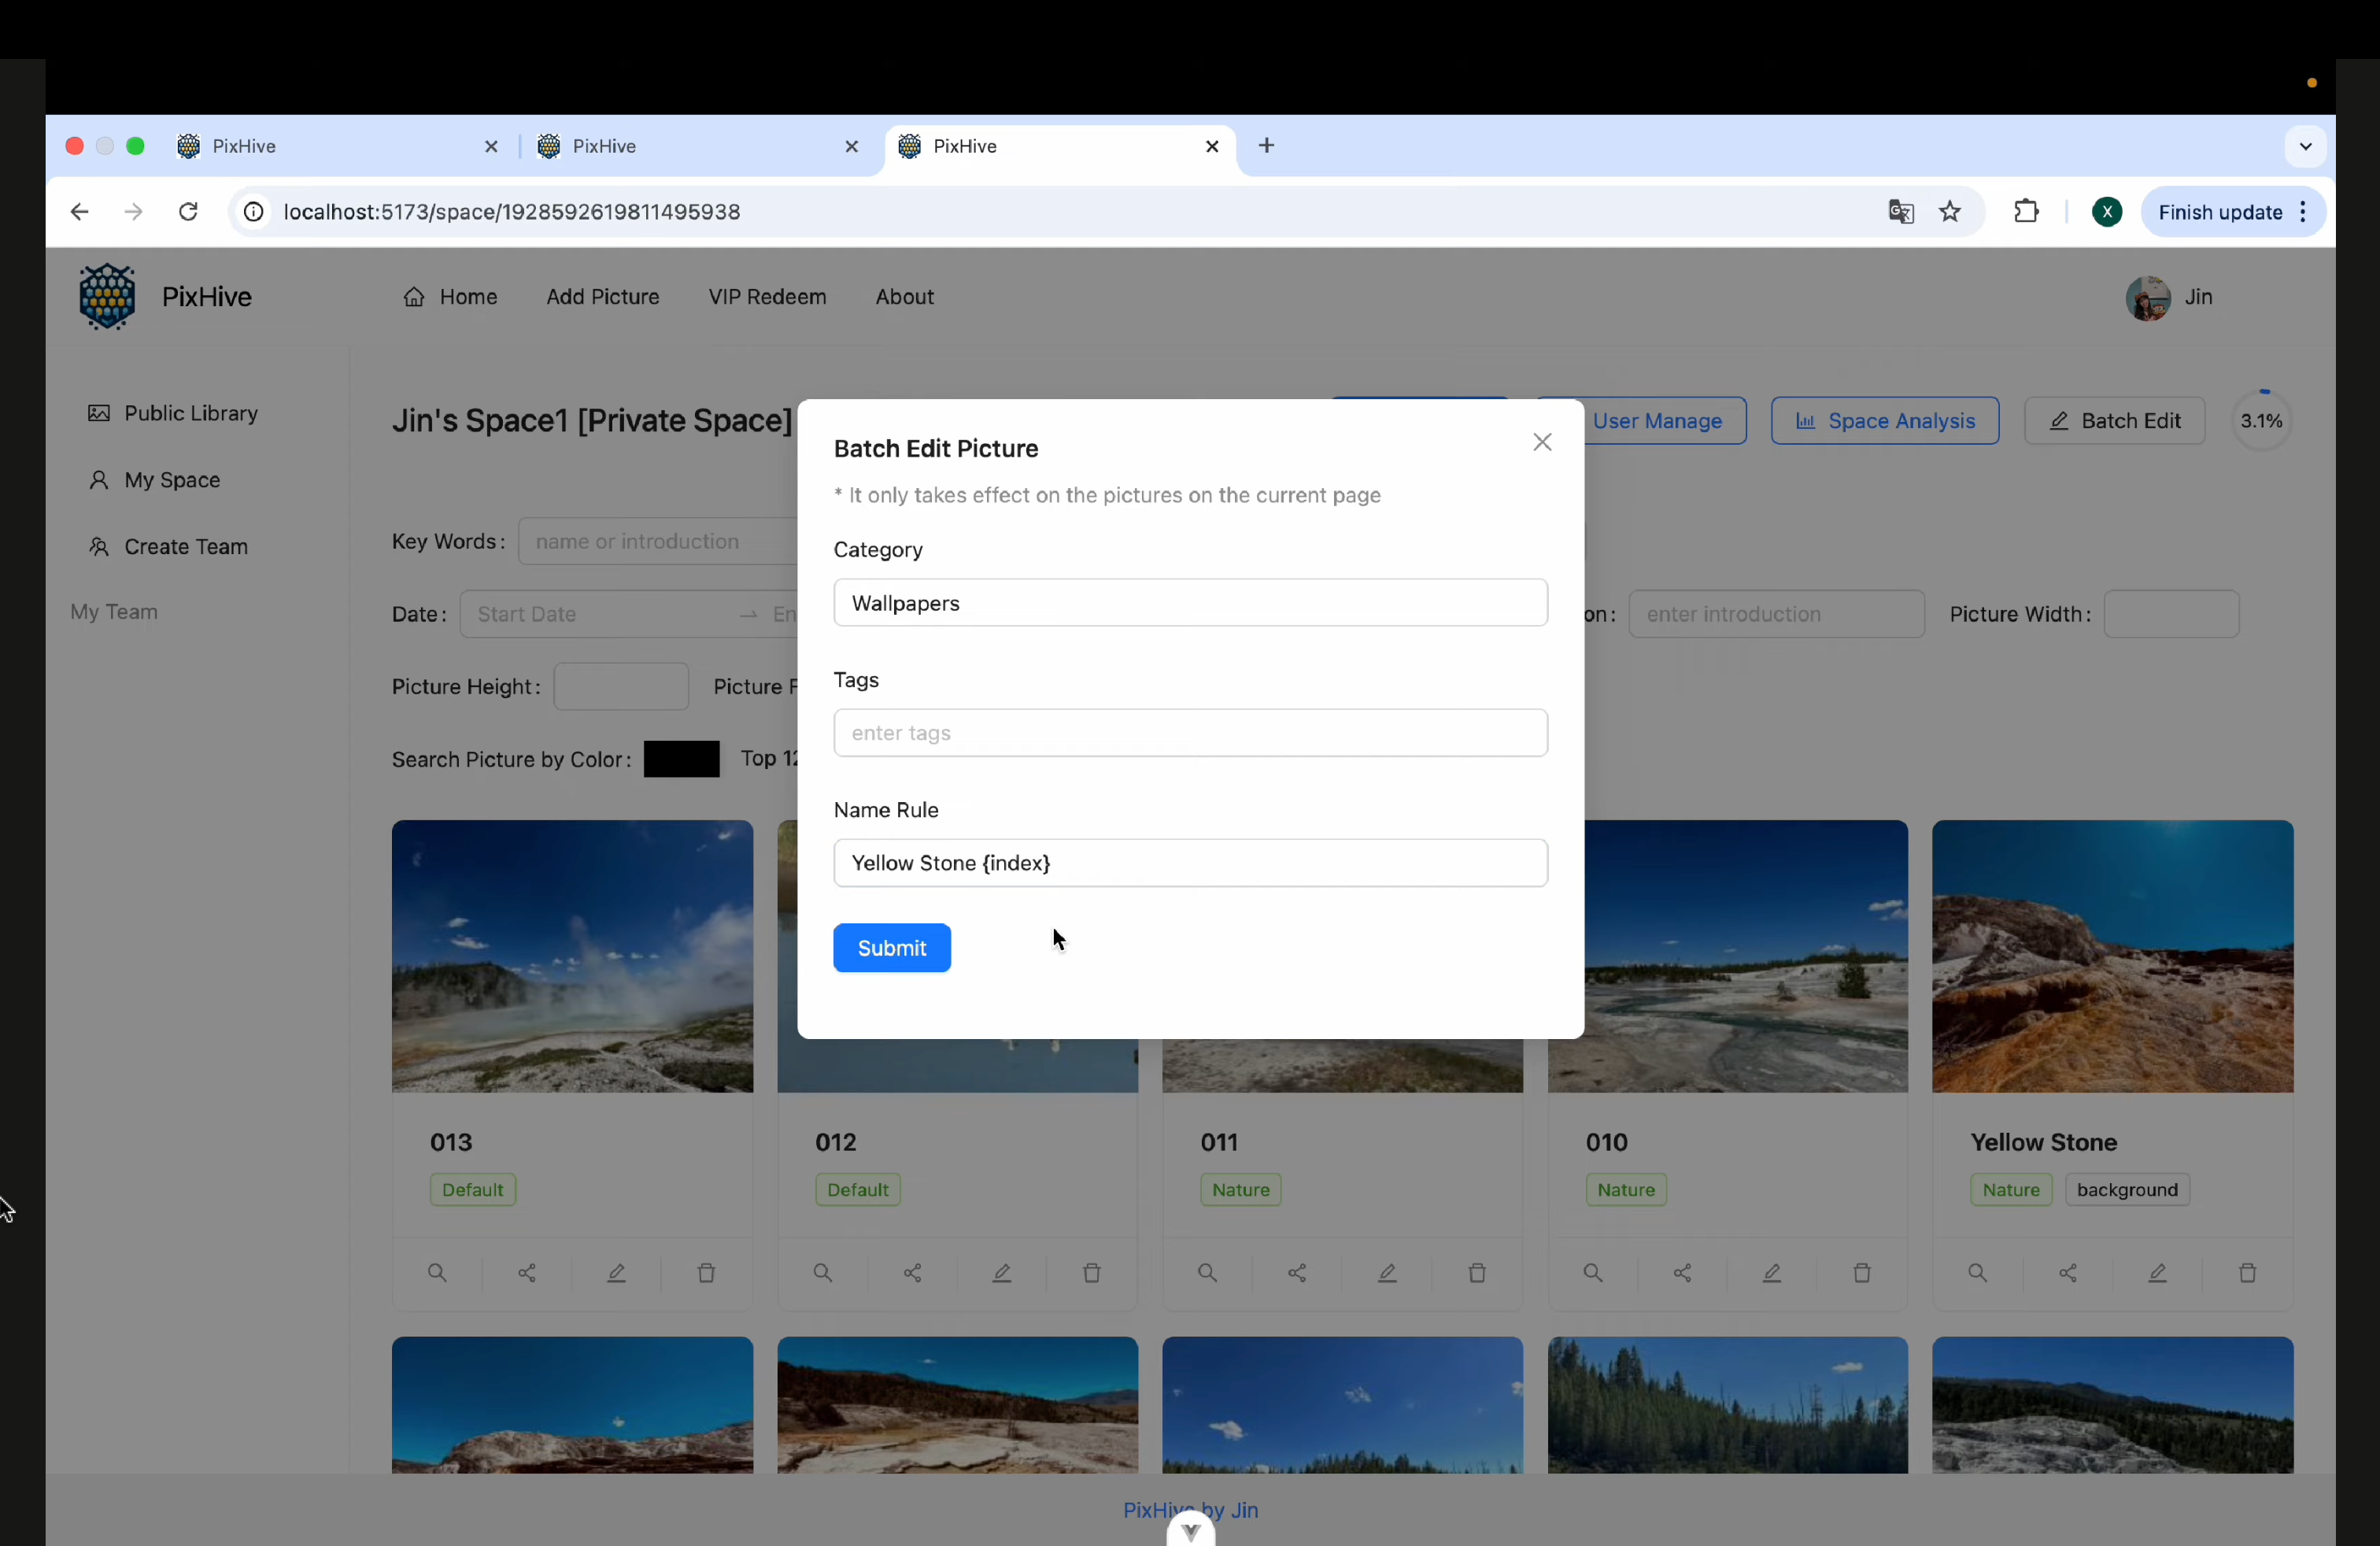 PixHive
PixHive
PixHive
localhost:5173/space/1928592619811495938
X
Finish update
PixHive
Home
Add Picture
VIP Redeem
About
Jin
Public Library
My Space
Create Team
My Team
Jin's Space1 [Private Space]
User Manage
Space Analysis
Batch Edit
3.1%
Key Words:
name or introduction
Date:
Start Date
En
on:
enter introduction
Picture Width:
Picture Height:
Picture F
Search Picture by Color:
Top 12
Batch Edit Picture
* It only takes effect on the pictures on the current page
Category
Wallpapers
Tags
enter tags
Name Rule
Yellow Stone {index}
Submit
013
Default
012
Default
011
Nature
010
Nature
Yellow Stone
Nature
background
PixHive by Jin